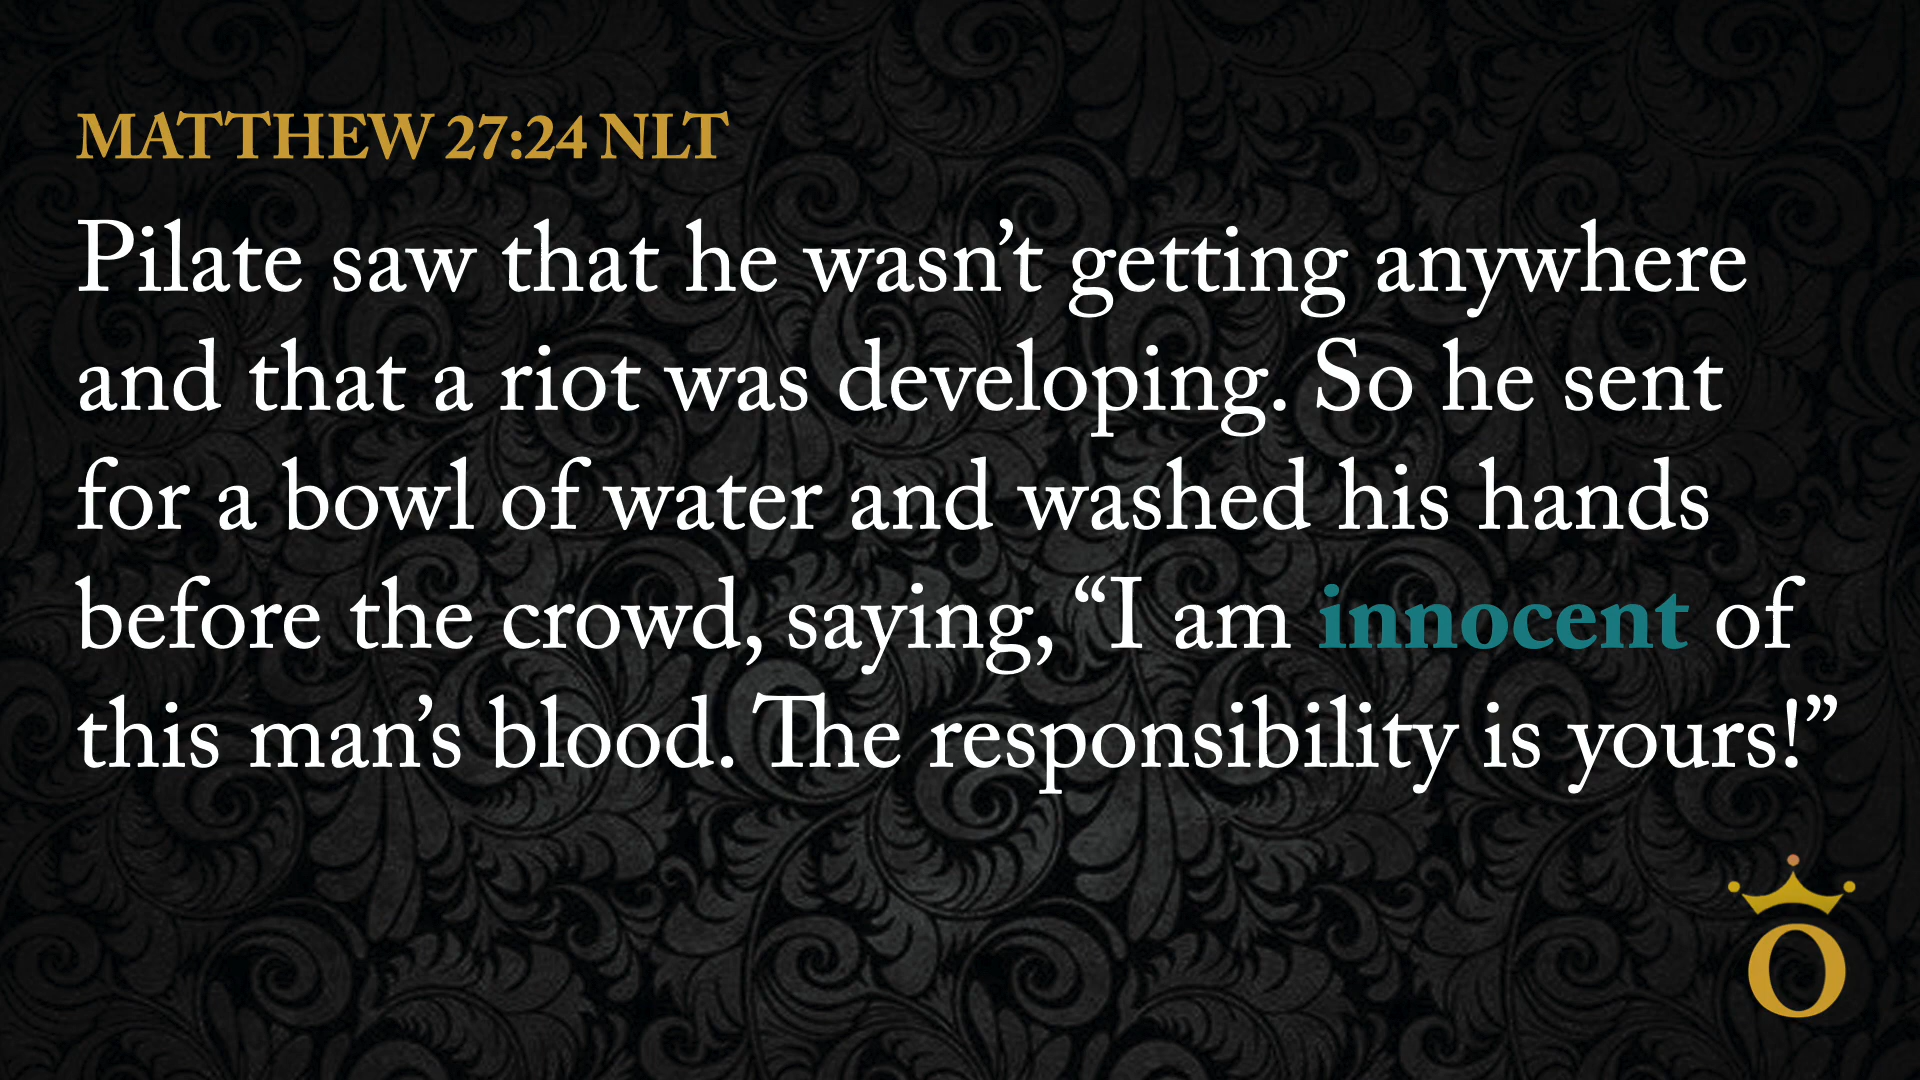 MATTHEW 27:24 NLT
Pilate saw that he wasn’t getting anywhere
and that a riot was developing. So he sent
for a bowl of water and washed his hands
before the crowd, saying, “I am innocent of
this man’s blood. The responsibility is yours!”
O